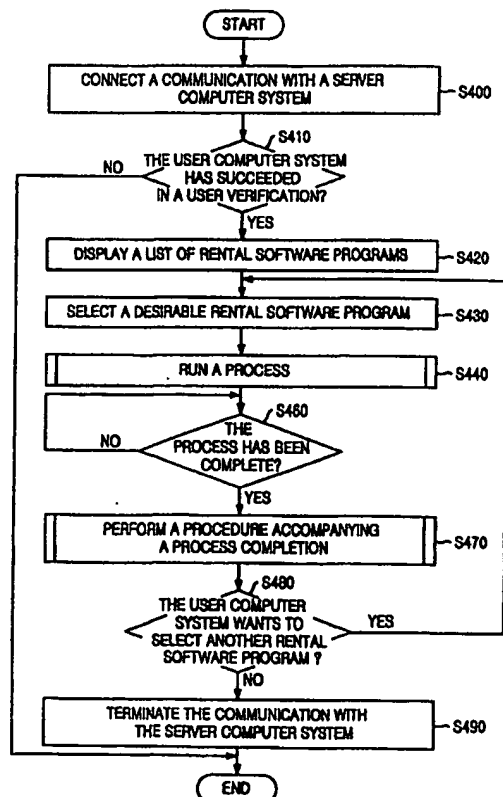 START
CONNECT A COMMUNICATION WITH A SERVER
COMPUTER SYSTEM
S400
S410
THE USER COMPUTER SYSTEM
HAS SUCCEEDED
IN A USER VERIFICATION?
NO
YES
DISPLAY A LIST OF RENTAL SOFTWARE PROGRAMS
S420
SELECT A DESIRABLE RENTAL SOFTWARE PROGRAM
S430
RUN A PROCESS
S440
S460
THE
PROCESS HAS BEEN
COMPLETE?
NO
YES
PERFORM A PROCEDURE ACCOMPANYING
A PROCESS COMPLETION
S470
S480
THE USER COMPUTER
SYSTEM WANTS TO
SELECT ANOTHER RENTAL
SOFTWARE PROGRAM ?
YES
NO
TERMINATE THE COMMUNICATION WITH
THE SERVER COMPUTER SYSTEM
S490
END